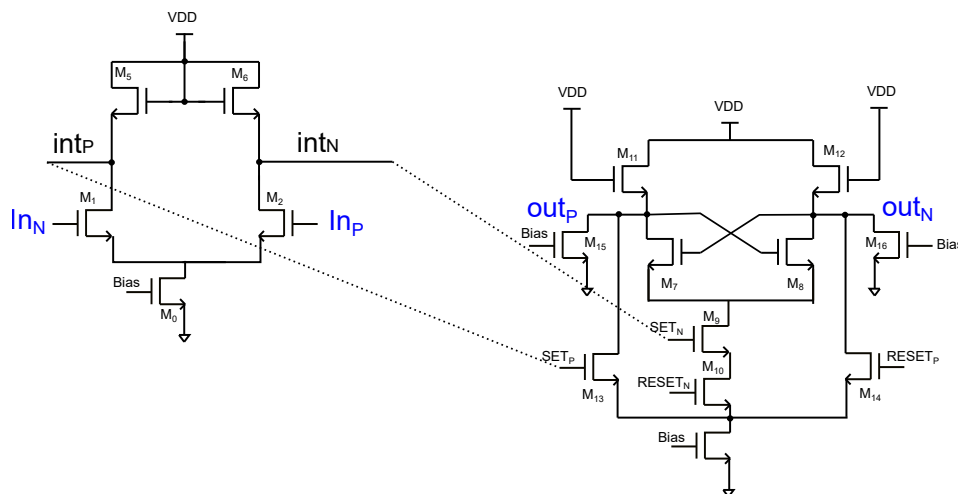 VDD
M5
M6
intP
intN
M1
M2
InN
InP
Bias
M0
VDD
VDD
VDD
M11
M12
outP
outN
Bias
M15
M16
Bias
M7
M8
M9
SETN
SETP
M10
RESETP
RESETN
M13
M14
Bias